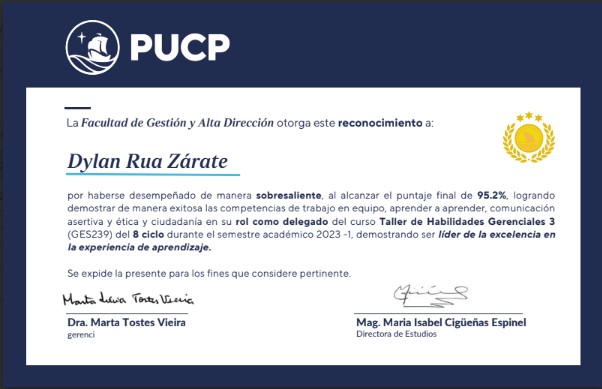 PUCP
La Facultad de Gestión y Alta Dirección otorga este reconocimiento a:
Dylan Rua Zárate
por haberse desempeñado de manera sobresaliente, al alcanzar el puntaje final de 95.2%, logrando
demostrar de manera exitosa las competencias de trabajo en equipo, aprender a aprender, comunicación
asertiva y ética y ciudadanía en su rol como delegado del curso Taller de Habilidades Gerenciales 3
(GES239) del 8 ciclo durante el semestre académico 2023 -1, demostrando ser líder de la excelencia en
la experiencia de aprendizaje.
Se expide la presente para los fines que considere pertinente.
Marta Lucia Tostes Vieira
Dra. Marta Tostes Vieira
gerenci
Mag. Maria Isabel Cigüeñas Espinel
Directora de Estudios